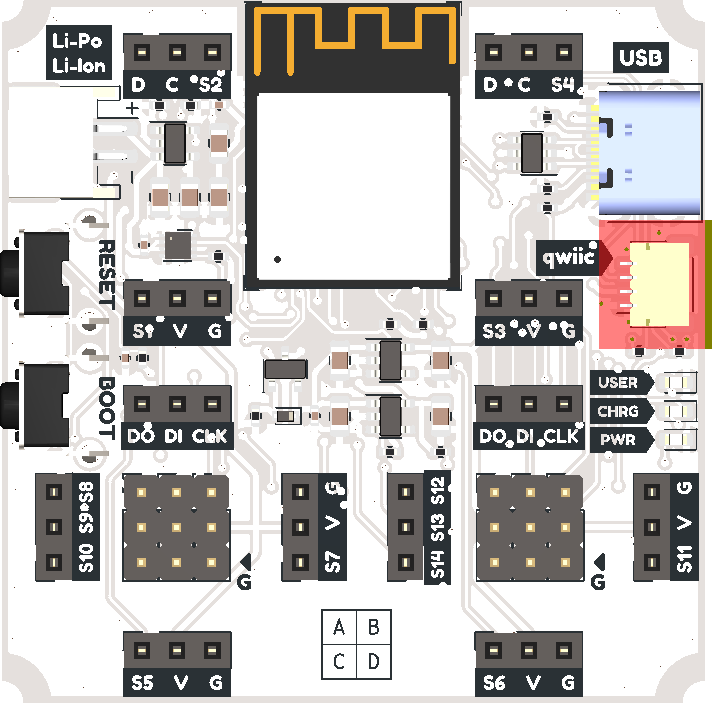 Li-Po
Li-Ion
USB
D C S2
D C S4
+
-
qwiic
RESET
S1 V G
S3 V G
USER
CHRG
PWR
BOOT
DO DI CLK
DO DI CLK
S10 S9 S8
S7 V G
S14 S13 S12
S11 V G
G
G
A B
C D
S5 V G
S6 V G